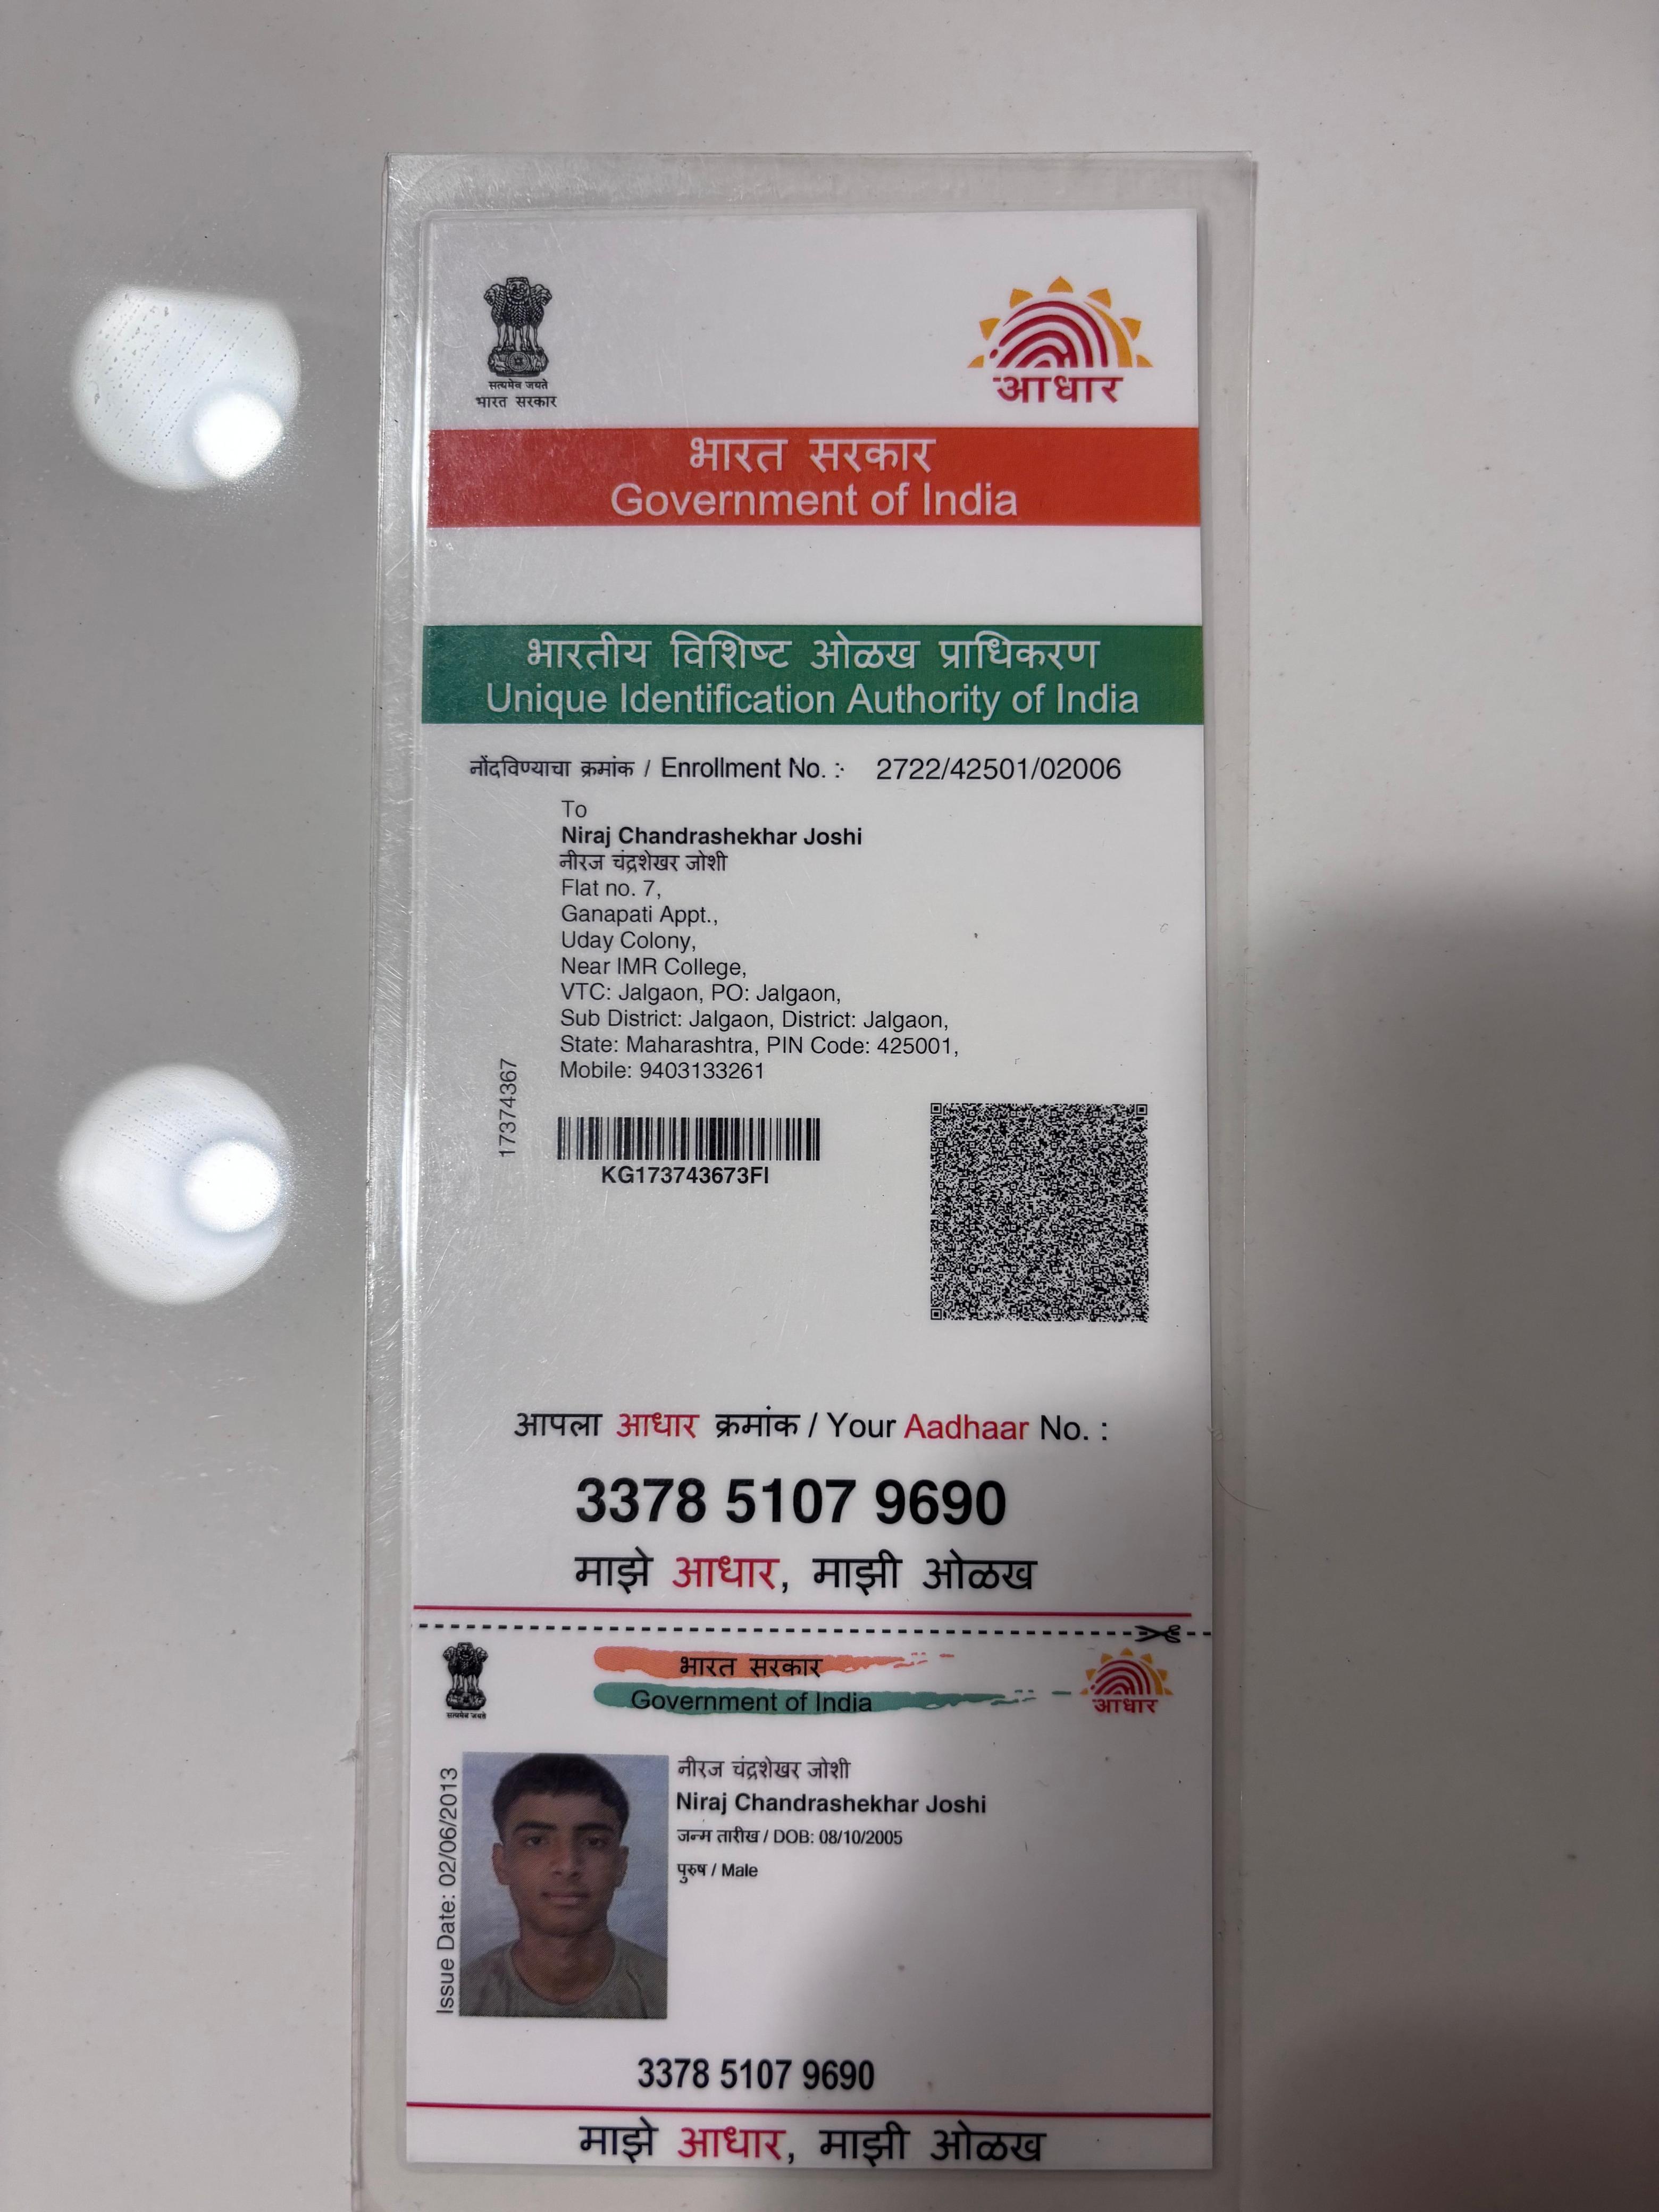 सत्यमेव जयते
भारत सरकार
आधार
भारत सरकार
Government of India
भारतीय विशिष्ट ओळख प्राधिकरण
Unique Identification Authority of India
नोंदविण्याचा क्रमांक / Enrollment No. :- 2722/42501/02006
To
Niraj Chandrashekhar Joshi
नीरज चंद्रशेखर जोशी
Flat no. 7,
Ganapati Appt.,
Uday Colony,
Near IMR College,
VTC: Jalgaon, PO: Jalgaon,
Sub District: Jalgaon, District: Jalgaon,
State: Maharashtra, PIN Code: 425001,
Mobile: 9403133261
17374367
KG173743673FI
आपला आधार क्रमांक / Your Aadhaar No. :
3378 5107 9690
माझे आधार, माझी ओळख
सत्यमेव जयते
भारत सरकार
Government of India
आधार
Issue Date: 02/06/2013
नीरज चंद्रशेखर जोशी
Niraj Chandrashekhar Joshi
जन्म तारीख / DOB: 08/10/2005
पुरुष / Male
3378 5107 9690
माझे आधार, माझी ओळख